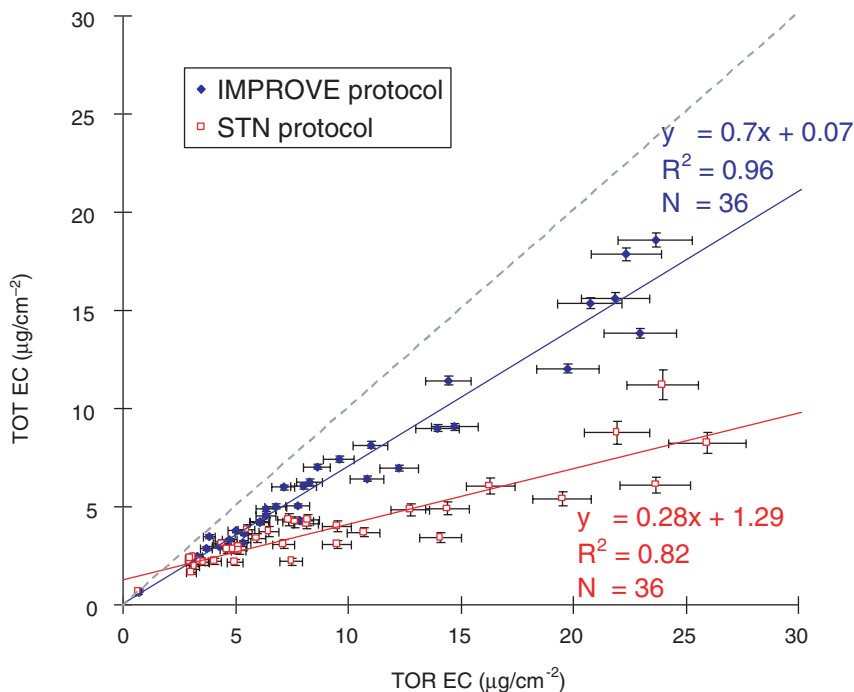 30
25
20
15
10
5
0
TOT EC (μg/cm⁻²)
IMPROVE protocol
STN protocol
y = 0.7x + 0.07
R² = 0.96
N = 36
y = 0.28x + 1.29
R² = 0.82
N = 36
0 5 10 15 20 25 30
TOR EC (μg/cm⁻²)